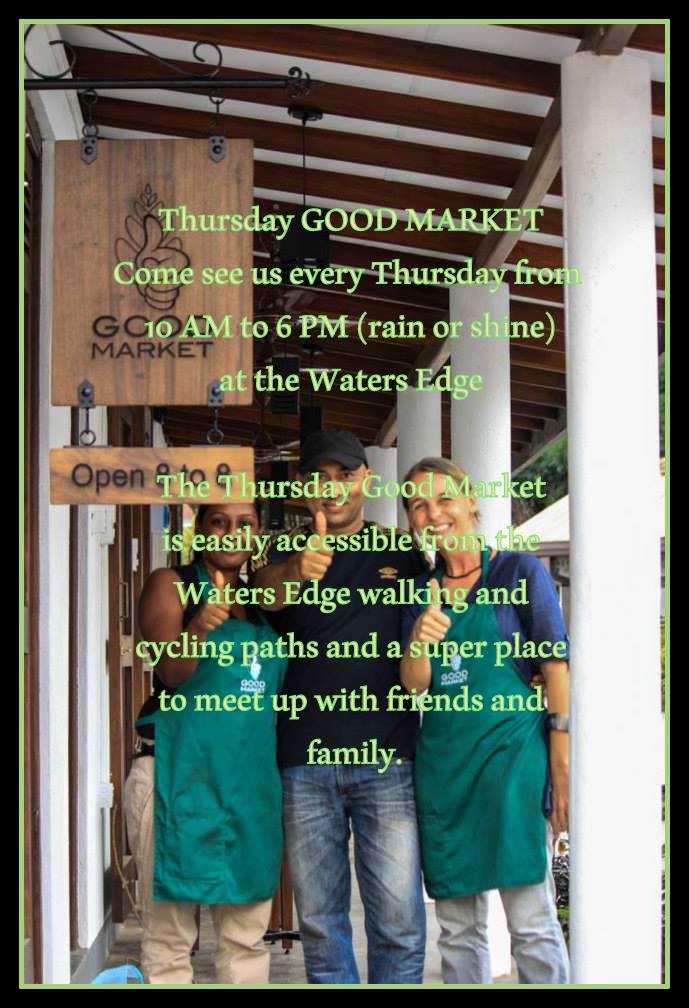 Thursday GOOD MARKET
Come see us every Thursday from
10 AM to 6 PM (rain or shine)
at the Waters Edge
The Thursday Good Market
is easily accessible from the
Waters Edge walking and
cycling paths and a super place
to meet up with friends and
family.
GOOD
MARKET
Open 8 to 8
GOOD
MARKET
GOOD
MARKET